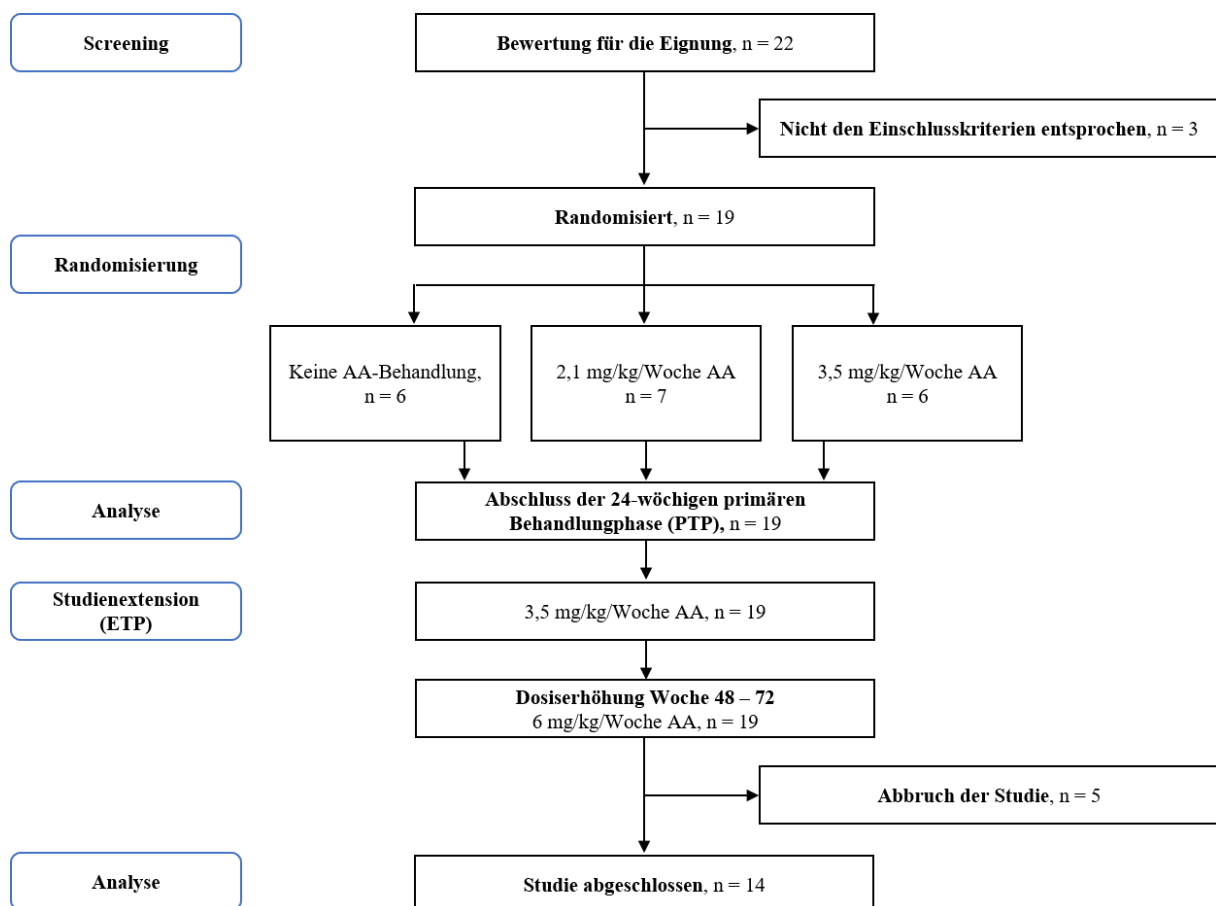 Screening
Bewertung für die Eignung, n = 22
Nicht den Einschlusskriterien entsprochen, n = 3
Randomisiert, n = 19
Randomisierung
Keine AA-Behandlung,
n = 6
2,1 mg/kg/Woche AA
n = 7
3,5 mg/kg/Woche AA
n = 6
Analyse
Abschluss der 24-wöchigen primären
Behandlungphase (PTP), n = 19
Studienextension
(ETP)
3,5 mg/kg/Woche AA, n = 19
Dosiserhöhung Woche 48 – 72
6 mg/kg/Woche AA, n = 19
Abbruch der Studie, n = 5
Analyse
Studie abgeschlossen, n = 14